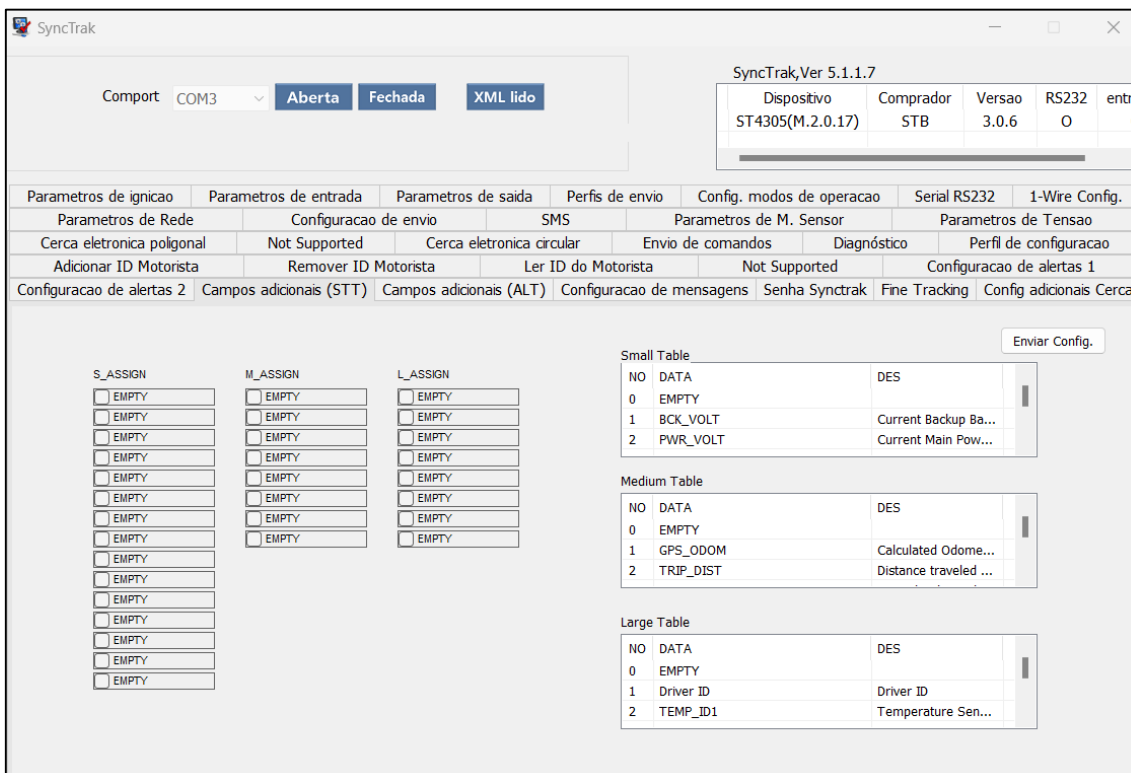 SyncTrak
SyncTrak,Ver 5.1.1.7
Comport COM3 Aberta Fechada XML lido
Dispositivo Comprador Versao RS232 entr
ST4305(M.2.0.17) STB 3.0.6 O
Parametros de ignicao Parametros de entrada Parametros de saida Perfis de envio Config. modos de operacao Serial RS232 1-Wire Config.
Parametros de Rede Configuracao de envio SMS Parametros de M. Sensor Parametros de Tensao
Cerca eletronica poligonal Not Supported Cerca eletronica circular Envio de comandos Diagnóstico Perfil de configuracao
Adicionar ID Motorista Remover ID Motorista Ler ID do Motorista Not Supported Configuracao de alertas 1
Configuracao de alertas 2 Campos adicionais (STT) Campos adicionais (ALT) Configuracao de mensagens Senha Synctrak Fine Tracking Config adicionais Cerca
Enviar Config.
S_ASSIGN M_ASSIGN L_ASSIGN
EMPTY EMPTY EMPTY
EMPTY EMPTY EMPTY
EMPTY EMPTY EMPTY
EMPTY EMPTY EMPTY
EMPTY EMPTY EMPTY
EMPTY EMPTY EMPTY
EMPTY EMPTY EMPTY
EMPTY EMPTY EMPTY
EMPTY
EMPTY
EMPTY
EMPTY
EMPTY
EMPTY
EMPTY
Small Table
NO DATA DES
0 EMPTY
1 BCK_VOLT Current Backup Ba...
2 PWR_VOLT Current Main Pow...
Medium Table
NO DATA DES
0 EMPTY
1 GPS_ODOM Calculated Odome...
2 TRIP_DIST Distance traveled ...
Large Table
NO DATA DES
0 EMPTY
1 Driver ID Driver ID
2 TEMP_ID1 Temperature Sen...